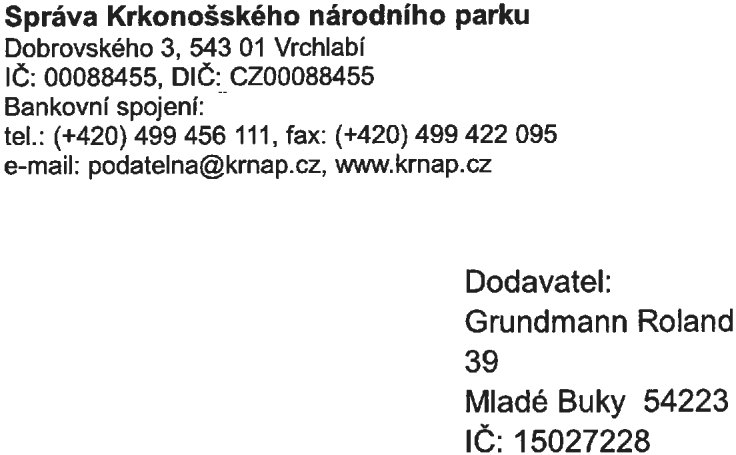 Správa Krkonošského národního parku
Dobrovského 3, 543 01 Vrchlabí
IČ: 00088455, DIČ: CZ00088455
Bankovní spojení:
tel.: (+420) 499 456 111, fax: (+420) 499 422 095
e-mail: podatelna@krnap.cz, www.krnap.cz
Dodavatel:
Grundmann Roland
39
Mladé Buky 54223
IČ: 15027228